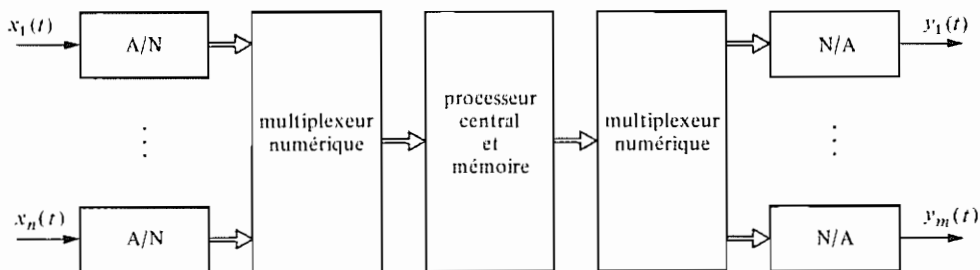 x₁(t)
A/N
xₙ(t)
A/N
multiplexeur
numérique
processeur
central
et
mémoire
multiplexeur
numérique
y₁(t)
N/A
yₘ(t)
N/A